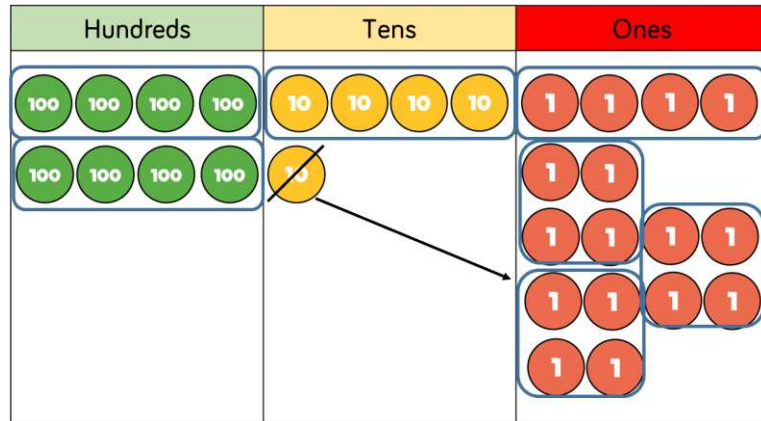 Hundreds Tens Ones
100 100 100 100 10 10 10 10 1 1 1 1
100 100 100 100 10 1 1
1 1 1 1
1 1 1 1
1 1